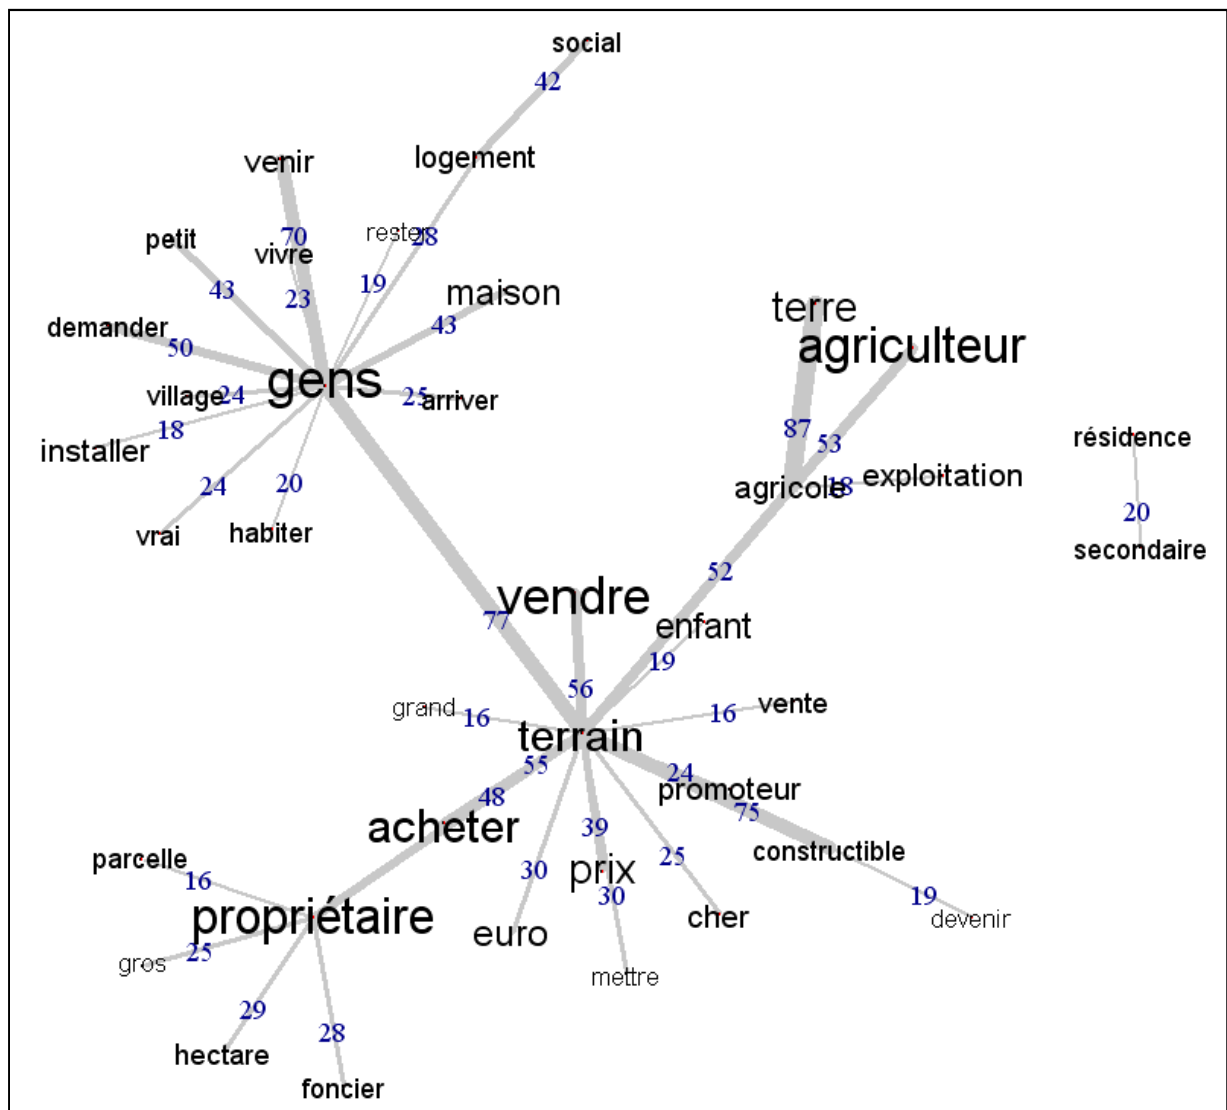 social
42
venir
logement
petit
70
rester
28
vivre
43
23
19
maison
demander
50
43
gens
village
24
25
arriver
18
installer
24
20
vrai
habiter
terre
agriculteur
87
53
agricole
18
exploitation
résidence
20
secondaire
52
vendre
77
enfant
19
56
grand
16
16
vente
terrain
55
24
promoteur
48
75
acheter
39
25
constructible
parcelle
16
30
prix
30
19
propriétaire
cher
devenir
euro
25
gros
mettre
29
28
hectare
foncier